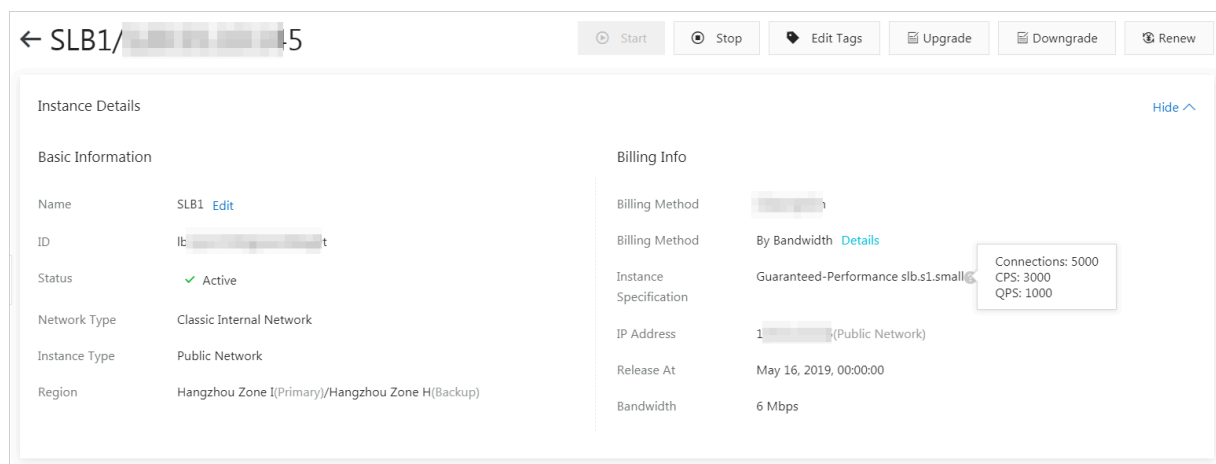 SLB1/ 5
Start Stop Edit Tags Upgrade Downgrade Renew
Instance Details Hide
Basic Information
Name SLB1 Edit
ID lb t
Status Active
Network Type Classic Internal Network
Instance Type Public Network
Region Hangzhou Zone I(Primary)/Hangzhou Zone H(Backup)
Billing Info
Billing Method
Billing Method By Bandwidth Details
Instance Specification Guaranteed-Performance slb.s1.small
Connections: 5000
CPS: 3000
QPS: 1000
IP Address 1 (Public Network)
Release At May 16, 2019, 00:00:00
Bandwidth 6 Mbps